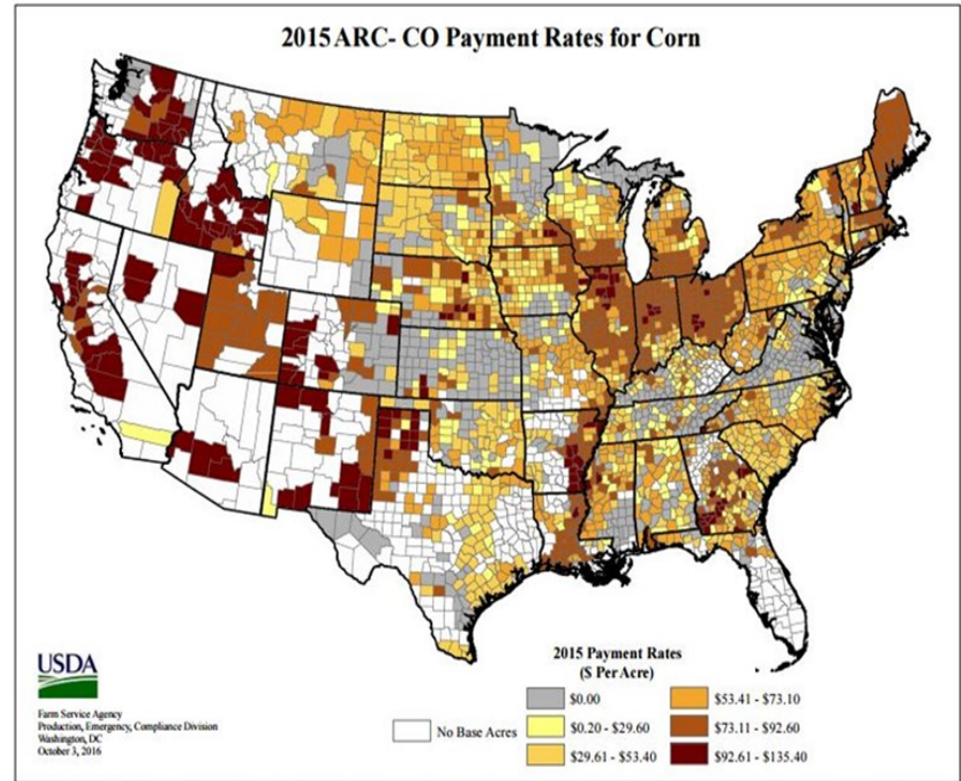 2015 ARC- CO Payment Rates for Corn
USDA
Farm Service Agency
Production, Emergency, Compliance Division
Washington, DC
October 3, 2016
No Base Acres
2015 Payment Rates
($ Per Acre)
$0.00
$0.20 - $29.60
$29.61 - $53.40
$53.41 - $73.10
$73.11 - $92.60
$92.61 - $135.40